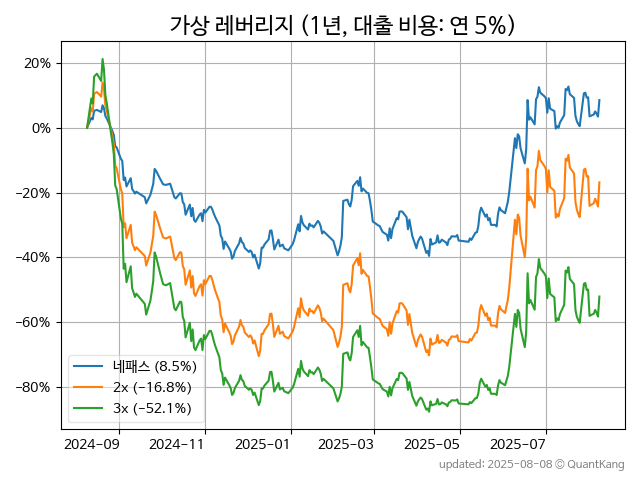 가상 레버리지 (1년, 대출 비용: 연 5%)
20%
0%
−20%
−40%
−60%
−80%
네패스 (8.5%)
2x (−16.8%)
3x (−52.1%)
2024-09
2024-11
2025-01
2025-03
2025-05
2025-07
updated: 2025-08-08 © QuantKang